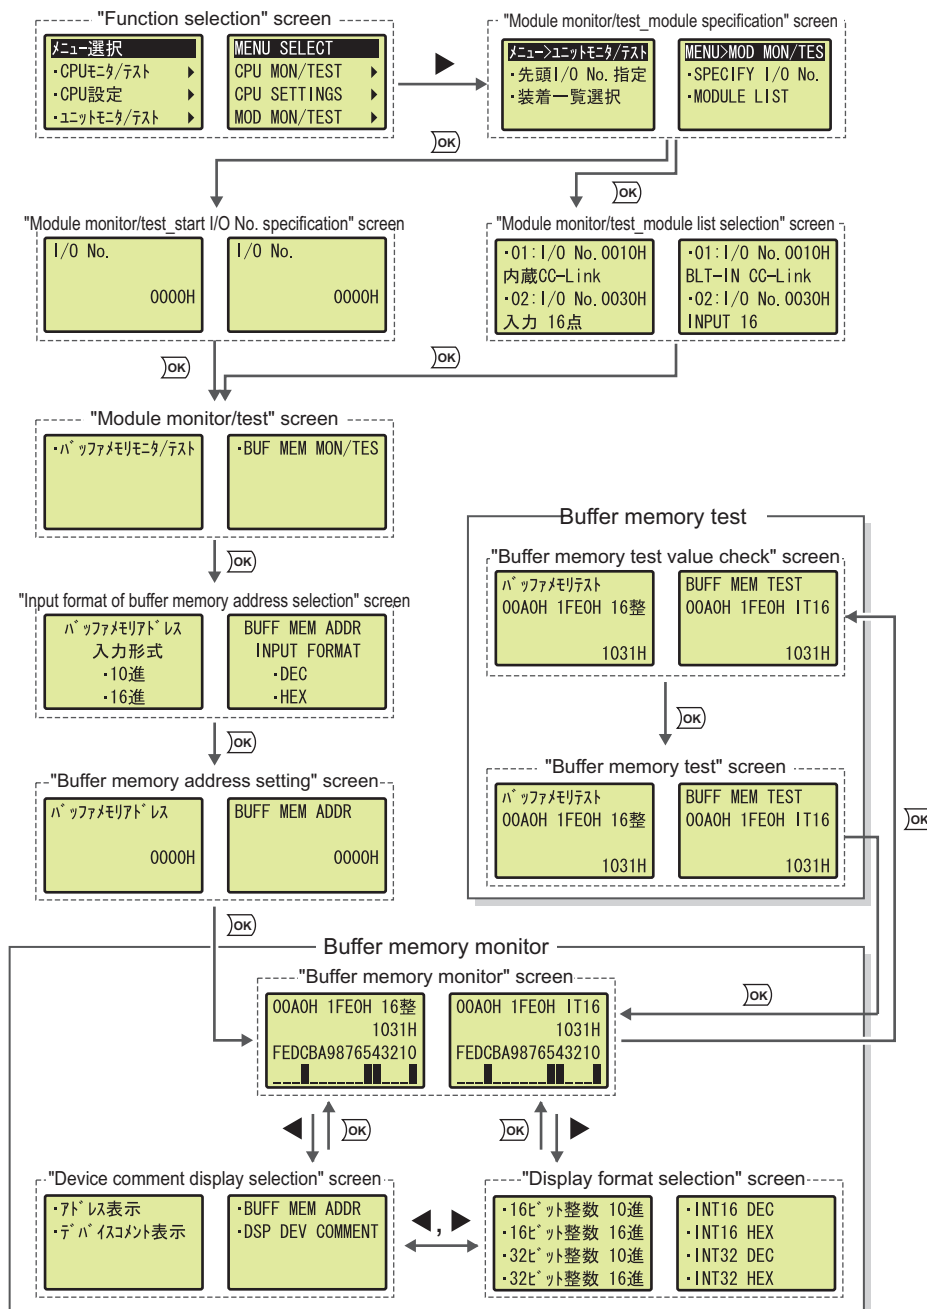 "Function selection" screen
メニュー選択
・CPUモニタ/テスト ▶
・CPU設定 ▶
・ユニットモニタ/テスト ▶
MENU SELECT
CPU MON/TEST ▶
CPU SETTINGS ▶
MOD MON/TEST ▶
"Module monitor/test_module specification" screen
メニュー>ユニットモニタ/テスト
・先頭I/O No.指定
・装着一覧選択
MENU>MOD MON/TES
・SPECIFY I/O No.
・MODULE LIST
OK
OK
"Module monitor/test_start I/O No. specification" screen
I/O No.
0000H
I/O No.
0000H
"Module monitor/test_module list selection" screen
・01:I/O No.0010H
内蔵CC-Link
・02:I/O No.0030H
入力 16点
・01:I/O No.0010H
BLT-IN CC-Link
・02:I/O No.0030H
INPUT 16
OK
OK
"Module monitor/test" screen
・バッファメモリモニタ/テスト
・BUF MEM MON/TES
OK
"Input format of buffer memory address selection" screen
バッファメモリアドレス
入力形式
・10進
・16進
BUFF MEM ADDR
INPUT FORMAT
・DEC
・HEX
OK
"Buffer memory address setting" screen
バッファメモリアドレス
0000H
BUFF MEM ADDR
0000H
OK
Buffer memory test
"Buffer memory test value check" screen
バッファメモリテスト
00A0H 1FE0H 16整
1031H
BUFF MEM TEST
00A0H 1FE0H IT16
1031H
OK
"Buffer memory test" screen
バッファメモリテスト
00A0H 1FE0H 16整
1031H
BUFF MEM TEST
00A0H 1FE0H IT16
1031H
OK
Buffer memory monitor
"Buffer memory monitor" screen
00A0H 1FE0H 16整
1031H
FEDCBA9876543210
00A0H 1FE0H IT16
1031H
FEDCBA9876543210
OK
OK
OK
"Device comment display selection" screen
・アドレス表示
・デバイスコメント表示
・BUFF MEM ADDR
・DSP DEV COMMENT
◀, ▶
"Display format selection" screen
・16ビット整数 10進
・16ビット整数 16進
・32ビット整数 10進
・32ビット整数 16進
・INT16 DEC
・INT16 HEX
・INT32 DEC
・INT32 HEX